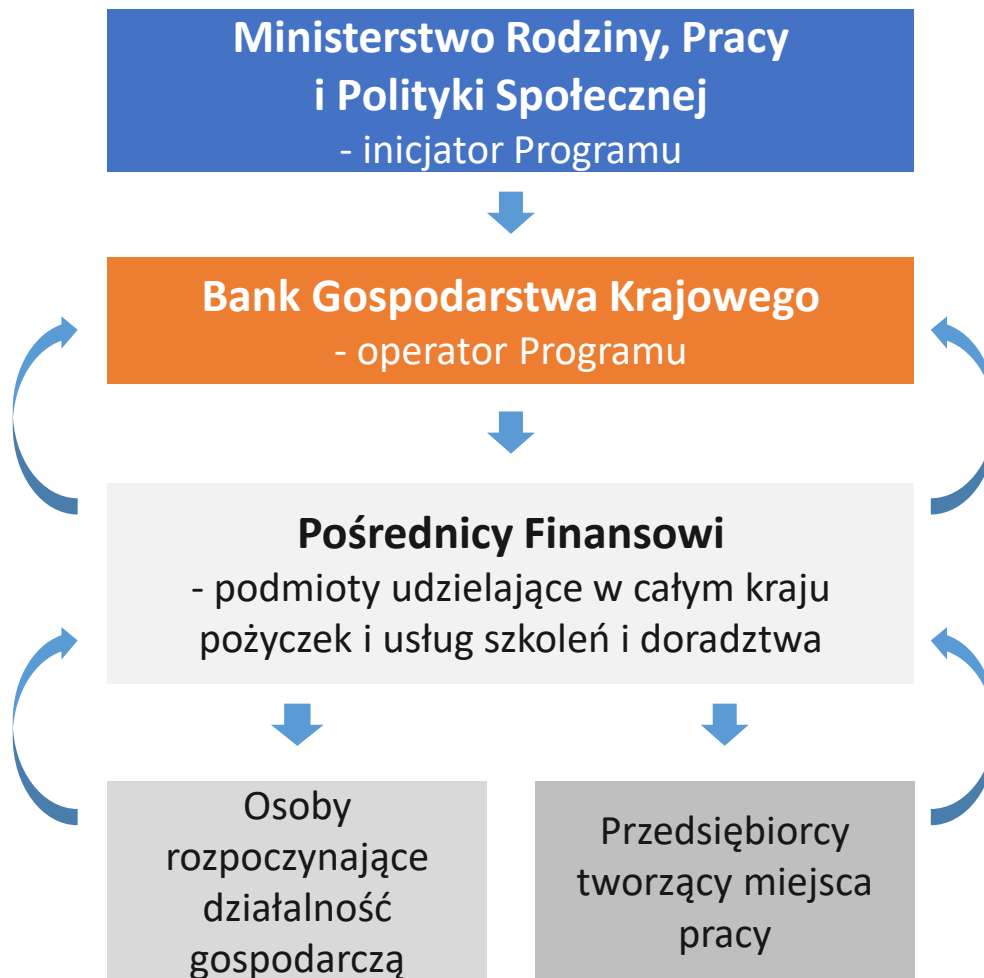 Ministerstwo Rodziny, Pracy
i Polityki Społecznej
- inicjator Programu
Bank Gospodarstwa Krajowego
- operator Programu
Pośrednicy Finansowi
- podmioty udzielające w całym kraju
pożyczek i usług szkoleń i doradztwa
Osoby
rozpoczynające
działalność
gospodarczą
Przedsiębiorcy
tworzący miejsca
pracy